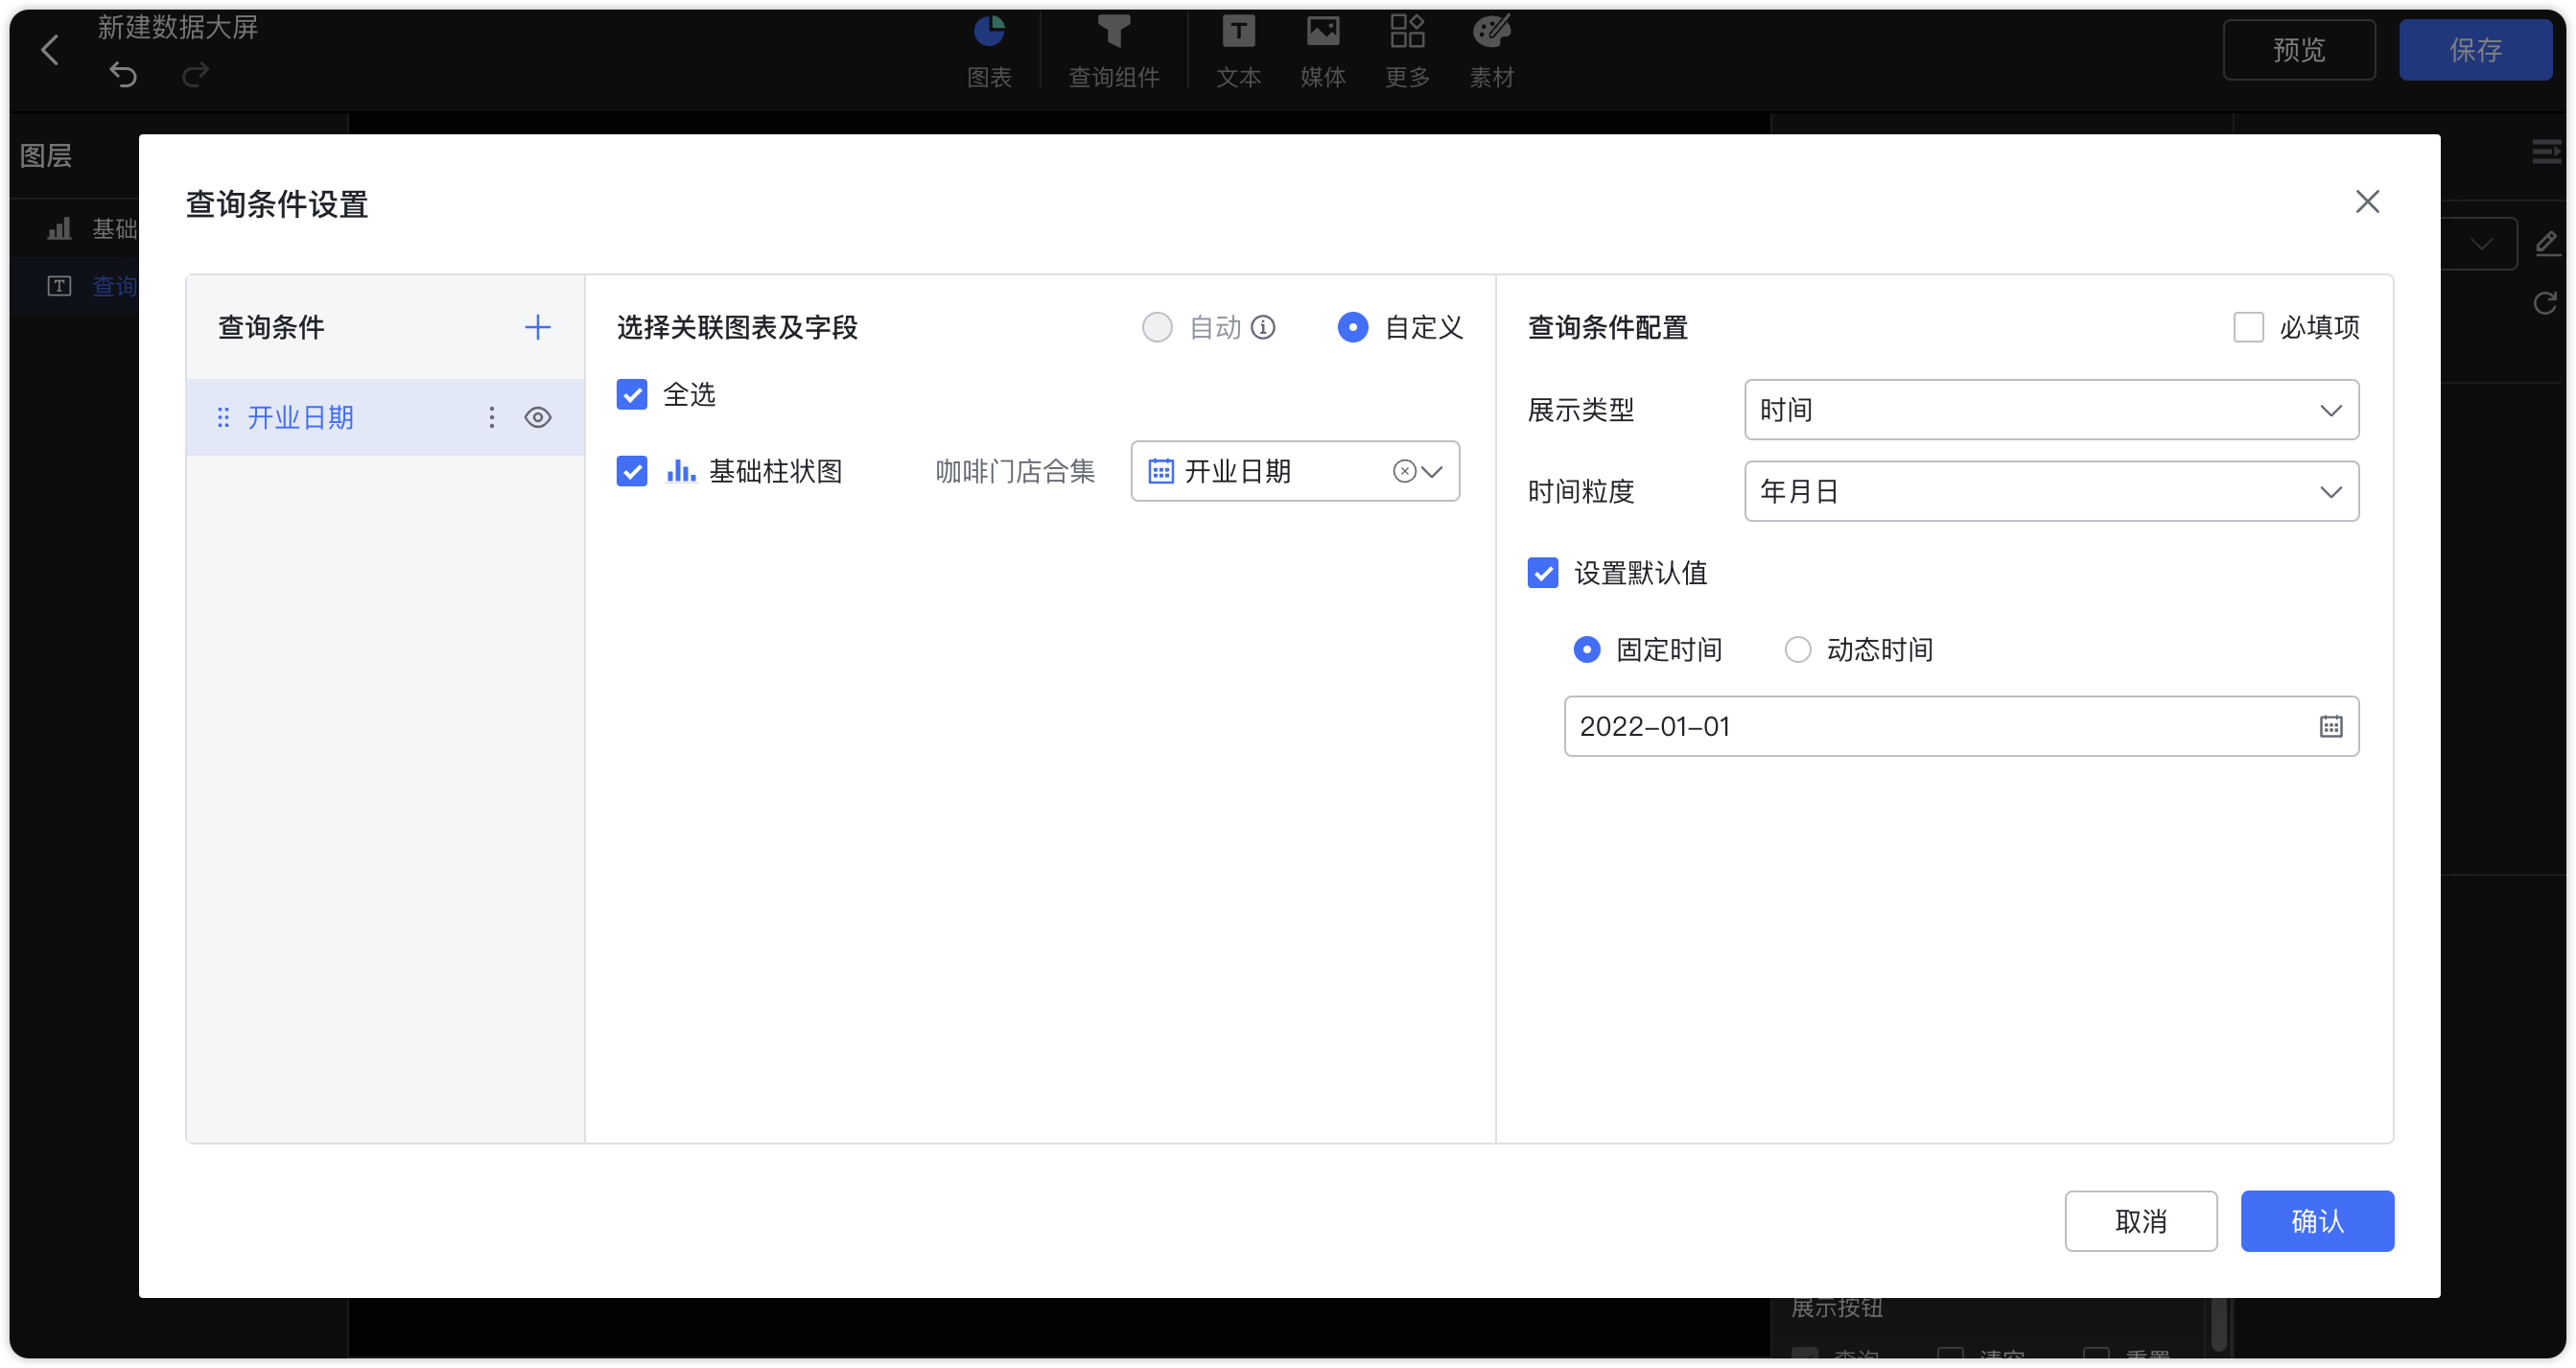 新建数据大屏
图表
查询组件
文本
媒体
更多
素材
预览
保存
图层
基础
查询
查询条件设置
查询条件
开业日期
选择关联图表及字段
自动
自定义
全选
基础柱状图
咖啡门店合集
开业日期
查询条件配置
必填项
展示类型
时间
时间粒度
年月日
设置默认值
固定时间
动态时间
2022-01-01
取消
确认
展示按钮
查询
清空
重置